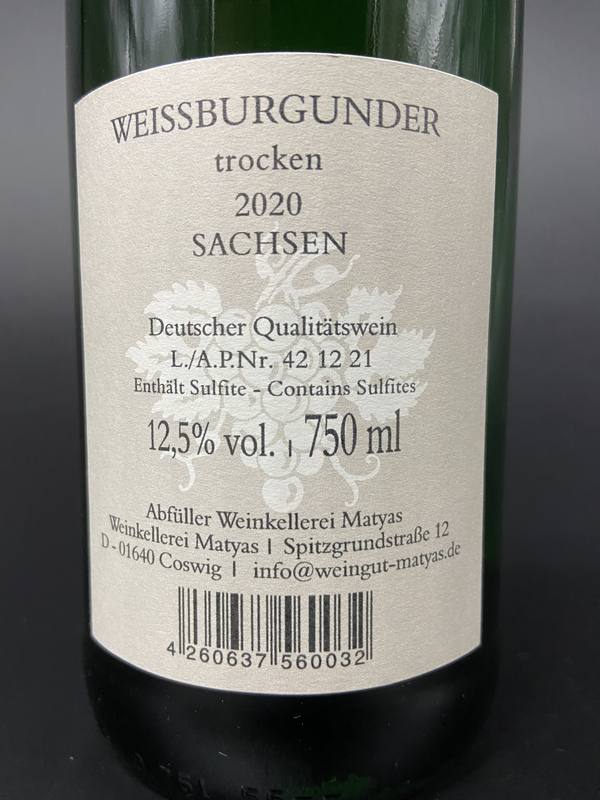 WEISSBURGUNDER
trocken
2020
SACHSEN
Deutscher Qualitätswein
L./A.P.Nr. 42 12 21
Enthält Sulfite - Contains Sulfites
12,5% vol. | 750 ml
Abfüller Weinkellerei Matyas
Weinkellerei Matyas | Spitzgrundstraße 12
D - 01640 Coswig | info@weingut-matyas.de
4 260637 560032